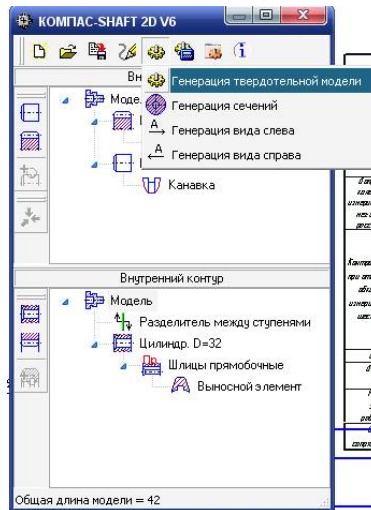 КОМПАС-SHAFT 2D V6
Вн
Генерация твердотельной модели
Генерация сечений
Генерация вида слева
Генерация вида справа
Моде
Канавка
Внутренний контур
Модель
Разделитель между ступенями
Цилиндр. D=32
Шлицы прямобочные
Выносной элемент
Общая длина модели = 42